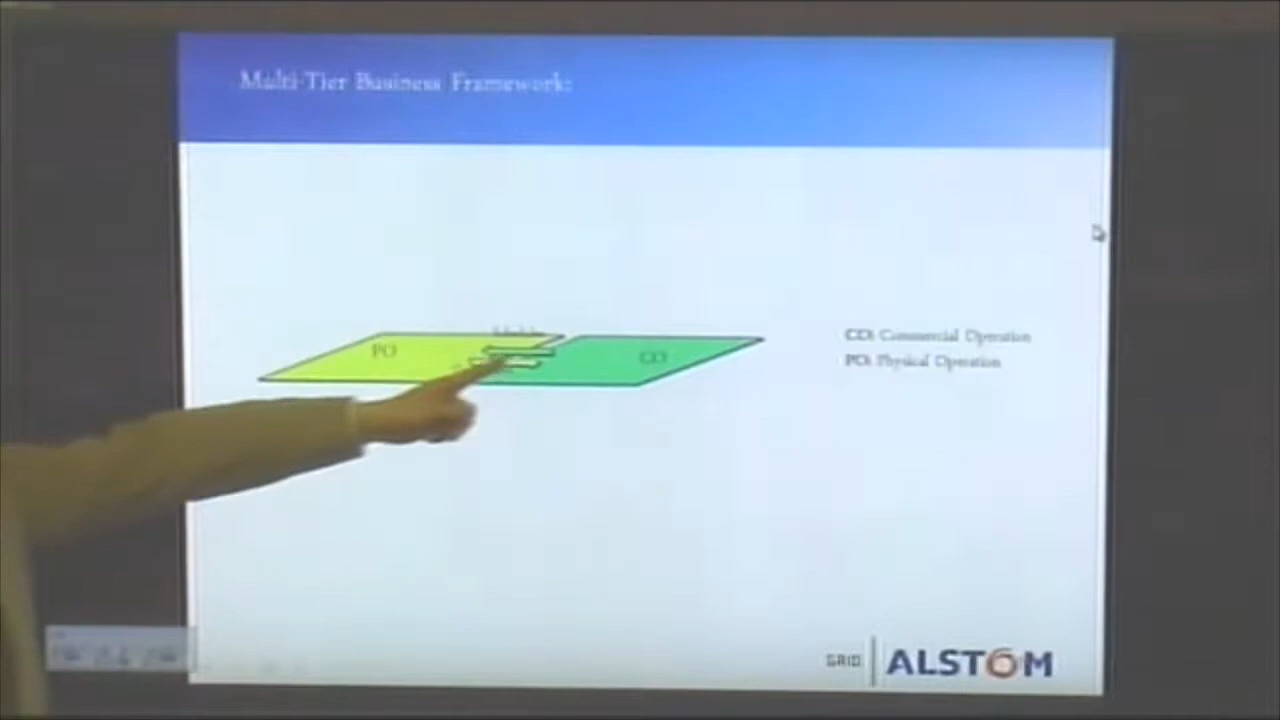 Multi-Tier Business Framework:
PO
CO
CO: Commercial Operation
PO: Physical Operation
GRID
ALSTOM